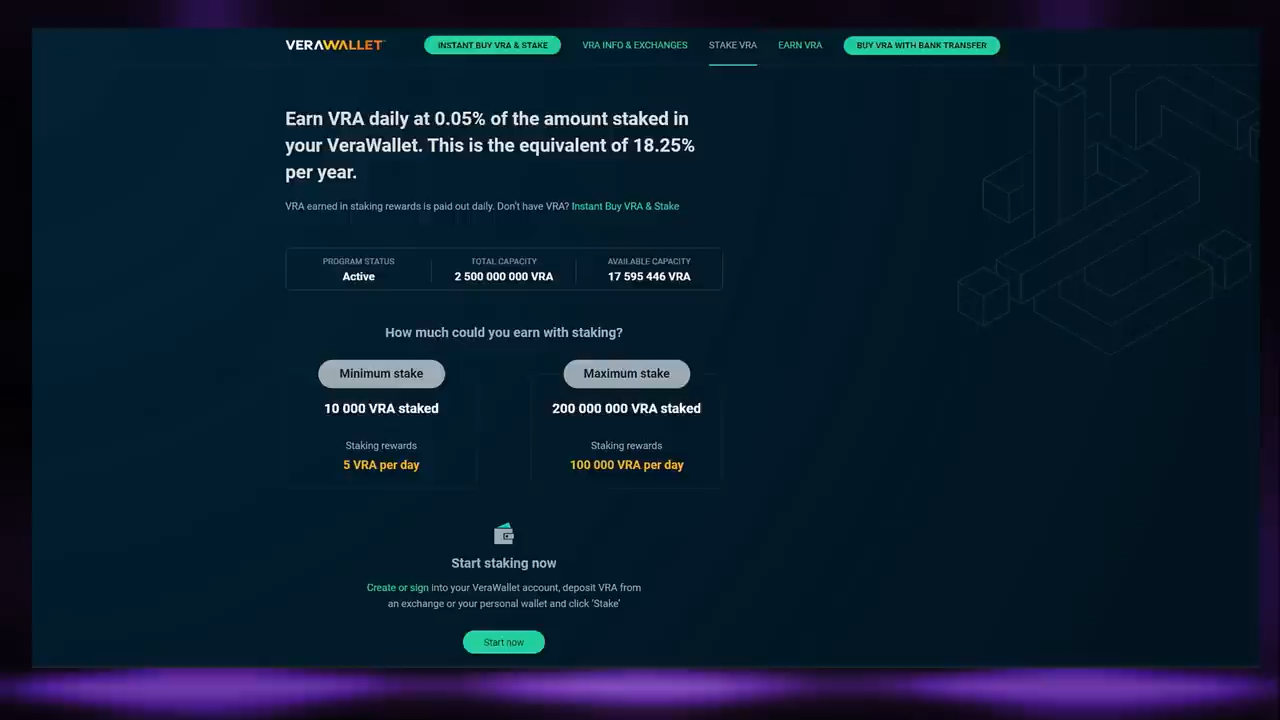 VERAWALLET
INSTANT BUY VRA & STAKE
VRA INFO & EXCHANGES
STAKE VRA
EARN VRA
BUY VRA WITH BANK TRANSFER
Earn VRA daily at 0.05% of the amount staked in
your VeraWallet. This is the equivalent of 18.25%
per year.
VRA earned in staking rewards is paid out daily. Don't have VRA? Instant Buy VRA & Stake
PROGRAM STATUS
Active
TOTAL CAPACITY
2 500 000 000 VRA
AVAILABLE CAPACITY
17 595 446 VRA
How much could you earn with staking?
Minimum stake
10 000 VRA staked
Staking rewards
5 VRA per day
Maximum stake
200 000 000 VRA staked
Staking rewards
100 000 VRA per day
Start staking now
Create or sign into your VeraWallet account, deposit VRA from
an exchange or your personal wallet and click ‘Stake’
Start now